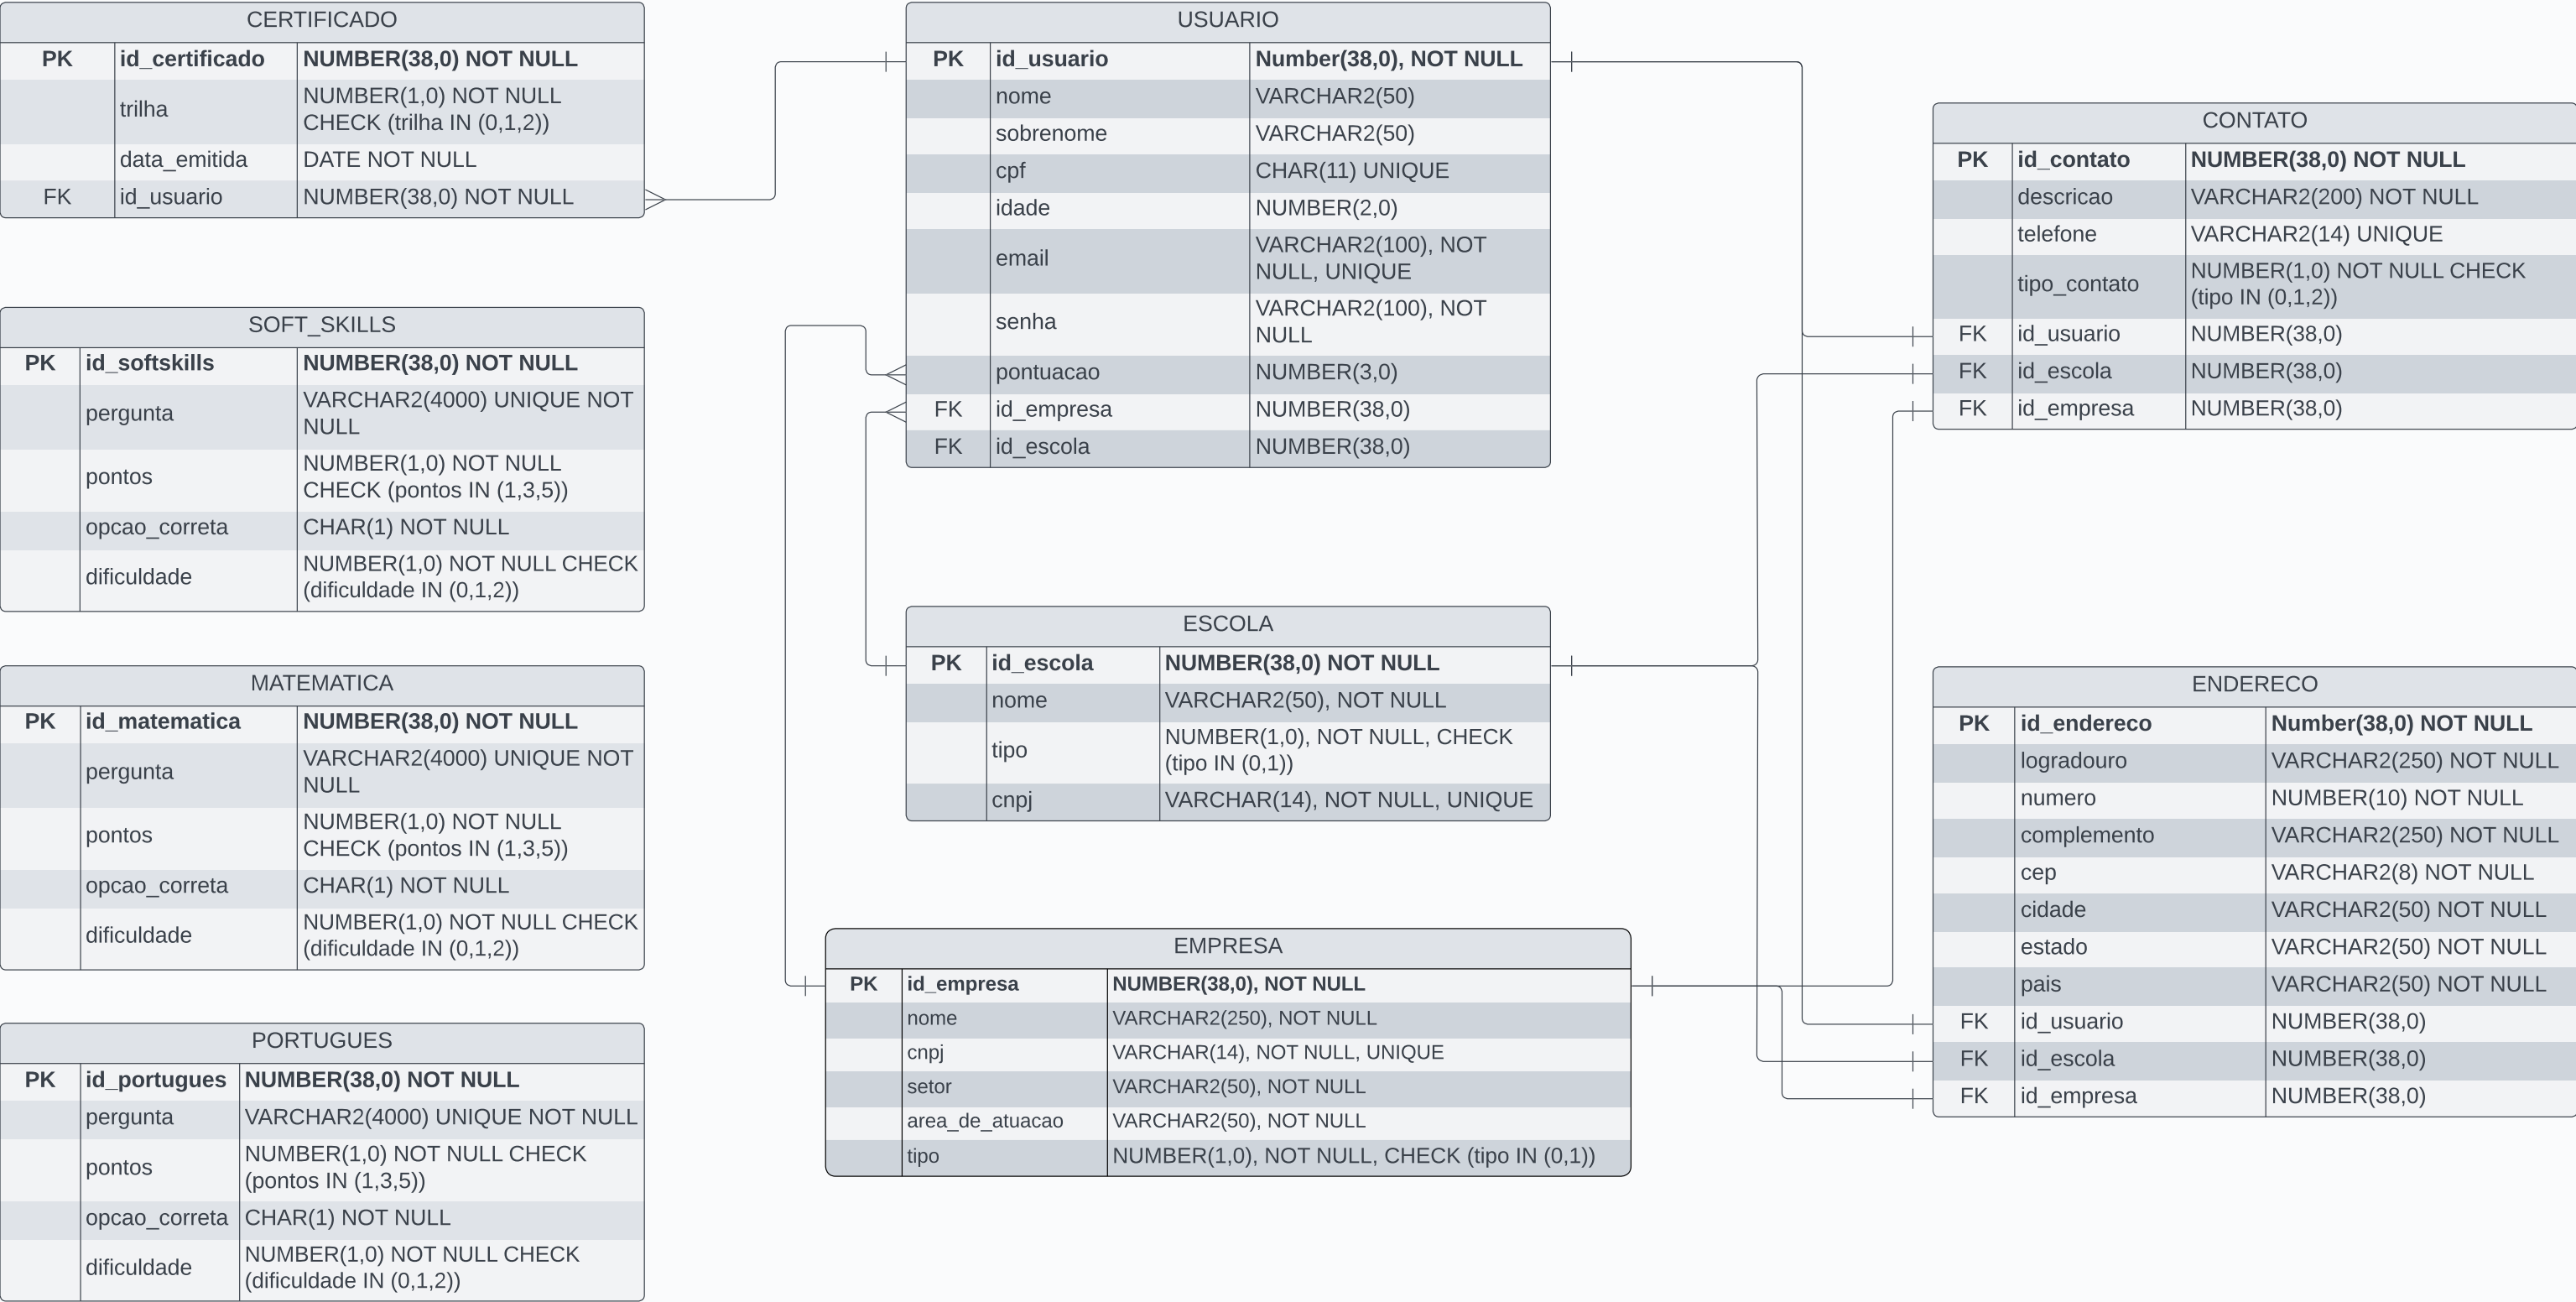 CERTIFICADO
PK id_certificado NUMBER(38,0) NOT NULL
trilha NUMBER(1,0) NOT NULL
CHECK (trilha IN (0,1,2))
data_emitida DATE NOT NULL
FK id_usuario NUMBER(38,0) NOT NULL
SOFT_SKILLS
PK id_softskills NUMBER(38,0) NOT NULL
pergunta VARCHAR2(4000) UNIQUE NOT
NULL
pontos NUMBER(1,0) NOT NULL
CHECK (pontos IN (1,3,5))
opcao_correta CHAR(1) NOT NULL
dificuldade NUMBER(1,0) NOT NULL CHECK
(dificuldade IN (0,1,2))
MATEMATICA
PK id_matematica NUMBER(38,0) NOT NULL
pergunta VARCHAR2(4000) UNIQUE NOT
NULL
pontos NUMBER(1,0) NOT NULL
CHECK (pontos IN (1,3,5))
opcao_correta CHAR(1) NOT NULL
dificuldade NUMBER(1,0) NOT NULL CHECK
(dificuldade IN (0,1,2))
PORTUGUES
PK id_portugues NUMBER(38,0) NOT NULL
pergunta VARCHAR2(4000) UNIQUE NOT NULL
pontos NUMBER(1,0) NOT NULL CHECK
(pontos IN (1,3,5))
opcao_correta CHAR(1) NOT NULL
dificuldade NUMBER(1,0) NOT NULL CHECK
(dificuldade IN (0,1,2))
USUARIO
PK id_usuario Number(38,0), NOT NULL
nome VARCHAR2(50)
sobrenome VARCHAR2(50)
cpf CHAR(11) UNIQUE
idade NUMBER(2,0)
email VARCHAR2(100), NOT
NULL, UNIQUE
senha VARCHAR2(100), NOT
NULL
pontuacao NUMBER(3,0)
FK id_empresa NUMBER(38,0)
FK id_escola NUMBER(38,0)
ESCOLA
PK id_escola NUMBER(38,0) NOT NULL
nome VARCHAR2(50), NOT NULL
tipo NUMBER(1,0), NOT NULL, CHECK
(tipo IN (0,1))
cnpj VARCHAR(14), NOT NULL, UNIQUE
EMPRESA
PK id_empresa NUMBER(38,0), NOT NULL
nome VARCHAR2(250), NOT NULL
cnpj VARCHAR(14), NOT NULL, UNIQUE
setor VARCHAR2(50), NOT NULL
area_de_atuacao VARCHAR2(50), NOT NULL
tipo NUMBER(1,0), NOT NULL, CHECK (tipo IN (0,1))
CONTATO
PK id_contato NUMBER(38,0) NOT NULL
descricao VARCHAR2(200) NOT NULL
telefone VARCHAR2(14) UNIQUE
tipo_contato NUMBER(1,0) NOT NULL CHECK
(tipo IN (0,1,2))
FK id_usuario NUMBER(38,0)
FK id_escola NUMBER(38,0)
FK id_empresa NUMBER(38,0)
ENDERECO
PK id_endereco Number(38,0) NOT NULL
logradouro VARCHAR2(250) NOT NULL
numero NUMBER(10) NOT NULL
complemento VARCHAR2(250) NOT NULL
cep VARCHAR2(8) NOT NULL
cidade VARCHAR2(50) NOT NULL
estado VARCHAR2(50) NOT NULL
pais VARCHAR2(50) NOT NULL
FK id_usuario NUMBER(38,0)
FK id_escola NUMBER(38,0)
FK id_empresa NUMBER(38,0)